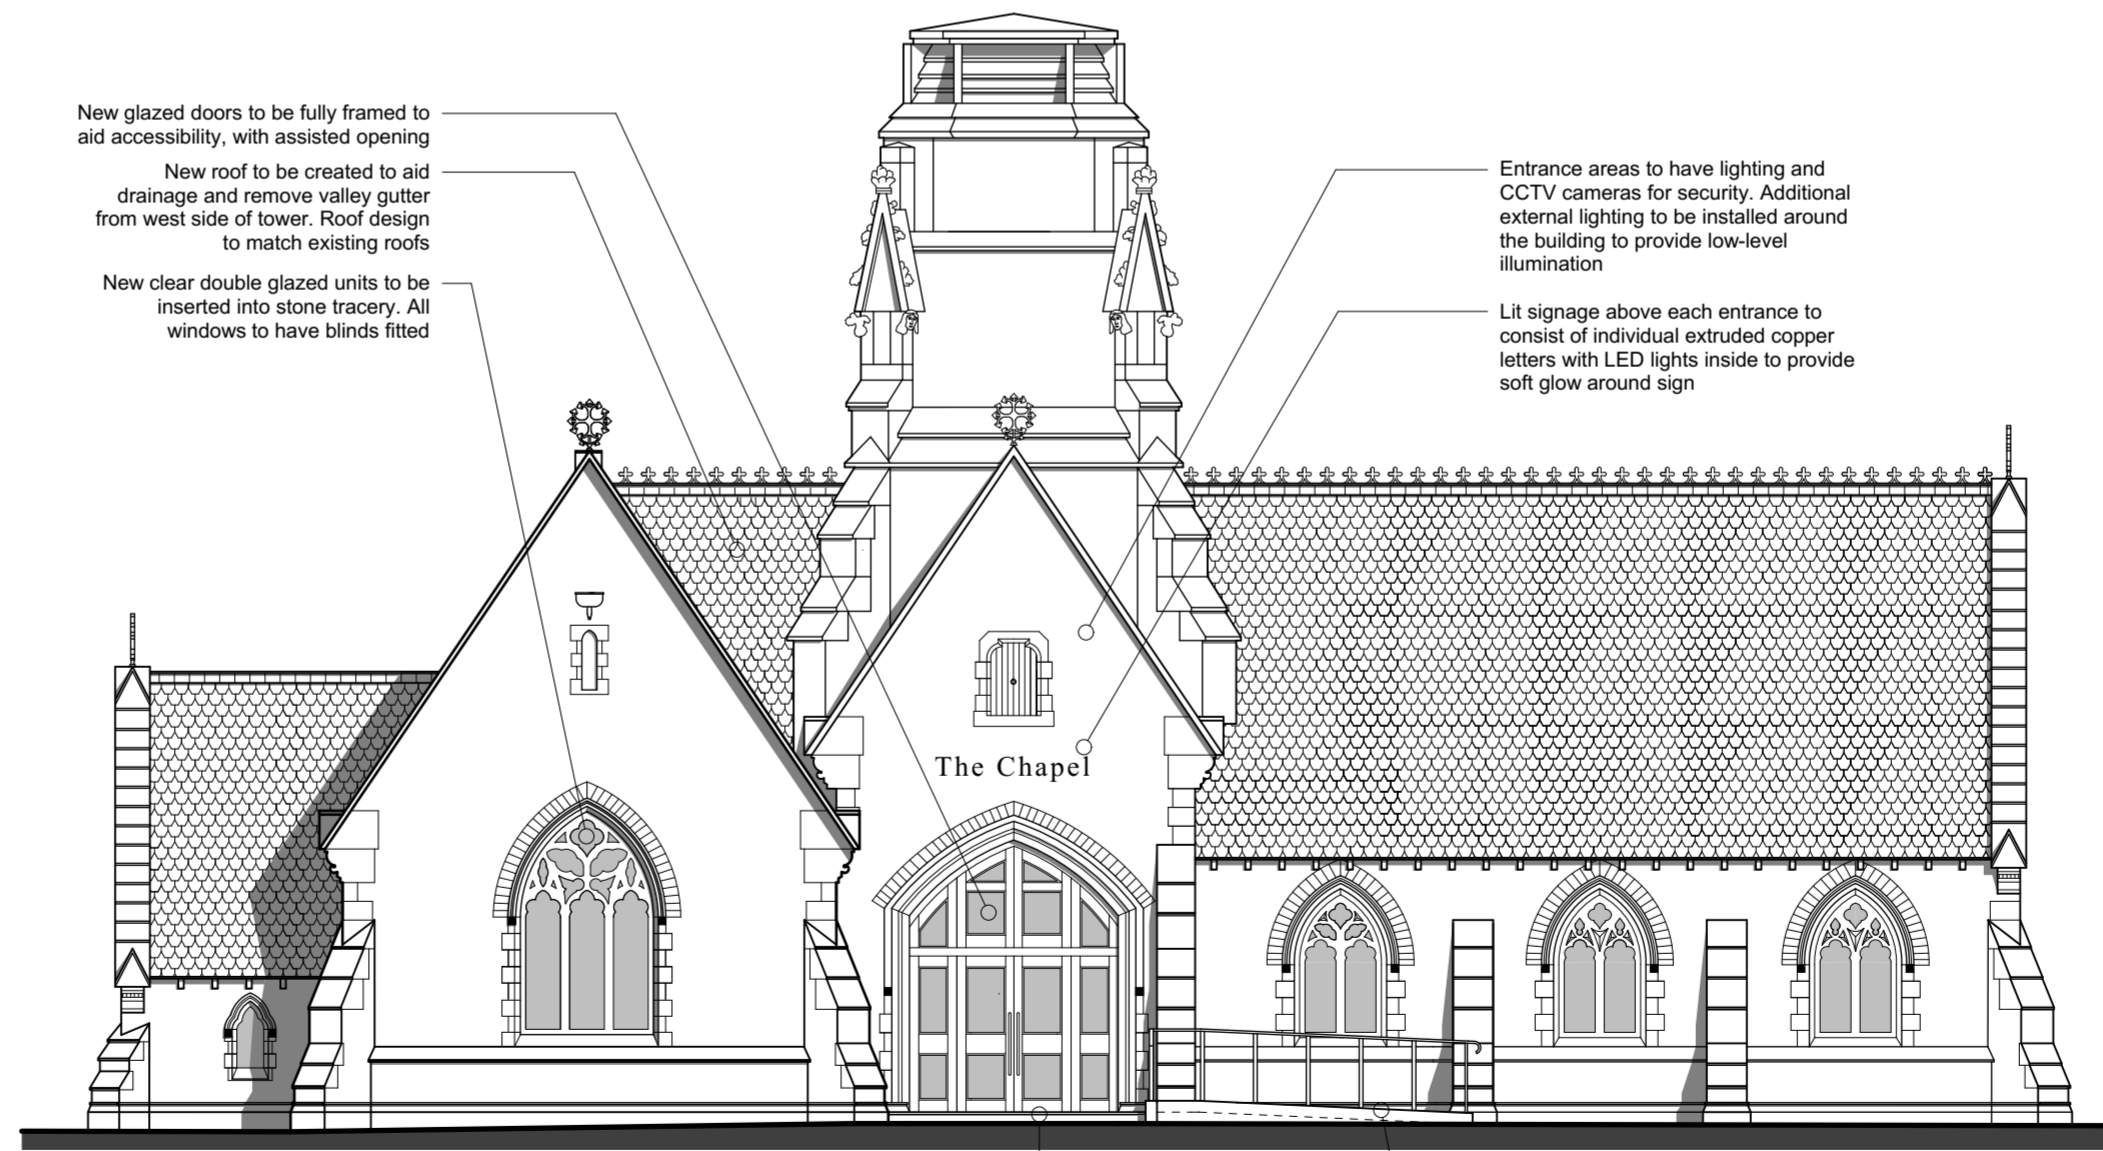 New glazed doors to be fully framed to
aid accessibility, with assisted opening
New roof to be created to aid
drainage and remove valley gutter
from west side of tower. Roof design
to match existing roofs
New clear double glazed units to be
inserted into stone tracery. All
windows to have blinds fitted
Entrance areas to have lighting and
CCTV cameras for security. Additional
external lighting to be installed around
the building to provide low-level
illumination
Lit signage above each entrance to
consist of individual extruded copper
letters with LED lights inside to provide
soft glow around sign
The Chapel